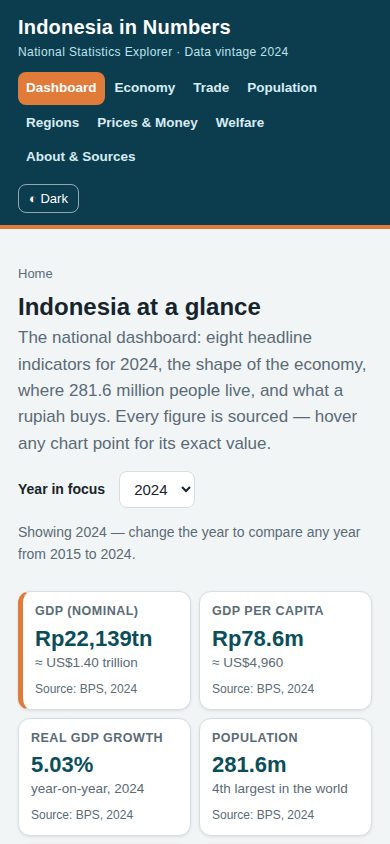 Indonesia in Numbers
National Statistics Explorer · Data vintage 2024
Dashboard Economy Trade Population
Regions Prices & Money Welfare
About & Sources
◐ Dark
Home
Indonesia at a glance
The national dashboard: eight headline
indicators for 2024, the shape of the economy,
where 281.6 million people live, and what a
rupiah buys. Every figure is sourced — hover
any chart point for its exact value.
Year in focus 2024
Showing 2024 — change the year to compare any year
from 2015 to 2024.
GDP (NOMINAL)
Rp22,139tn
≈ US$1.40 trillion
Source: BPS, 2024
GDP PER CAPITA
Rp78.6m
≈ US$4,960
Source: BPS, 2024
REAL GDP GROWTH
5.03%
year-on-year, 2024
Source: BPS, 2024
POPULATION
281.6m
4th largest in the world
Source: BPS, 2024